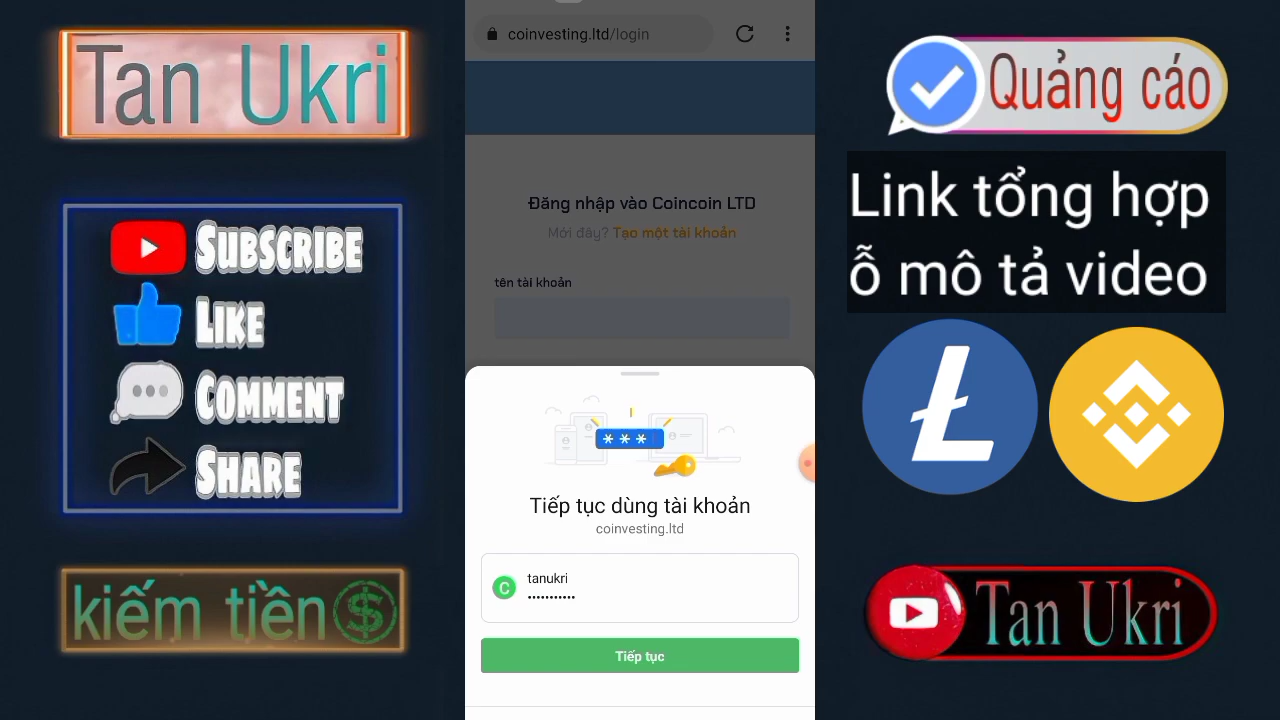 Tan Ukri
SUBSCRIBE
LIKE
COMMENT
SHARE
kiếm tiền
coinvesting.ltd/login
Đăng nhập vào Coincoin LTD
Mới đây? Tạo một tài khoản
tên tài khoản
***
Tiếp tục dùng tài khoản
coinvesting.ltd
C
tanukri
•••••••••••
Tiếp tục
Quảng cáo
Link tổng hợp
ỗ mô tả video
Tan Ukri